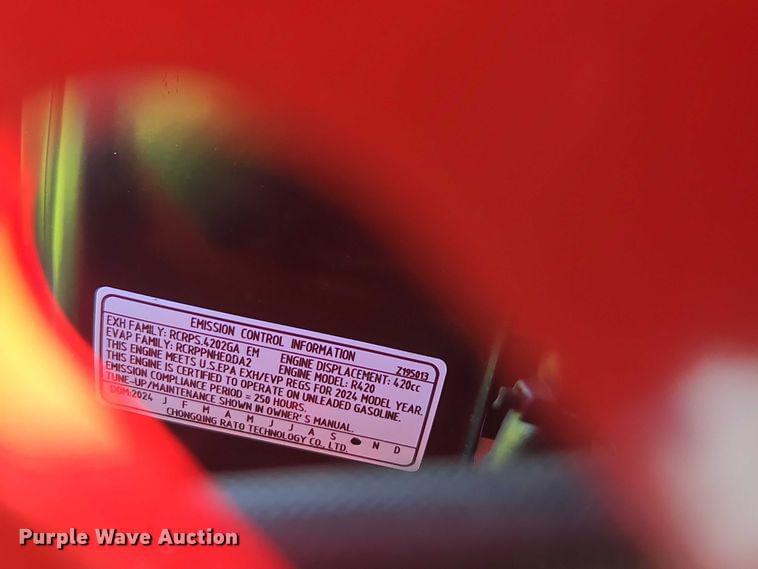 EMISSION CONTROL INFORMATION
Z195013
EXH FAMILY: RCRPS.4202GA EM ENGINE DISPLACEMENT: 420cc
EVAP FAMILY: RCRPPNHEQDA2 ENGINE MODEL: R420
THIS ENGINE MEETS U.S.EPA EXH/EVP REGS FOR 2024 MODEL YEAR.
THIS ENGINE IS CERTIFIED TO OPERATE ON UNLEADED GASOLINE.
EMISSION COMPLIANCE PERIOD = 250 HOURS.
TUNE-UP/MAINTENANCE SHOWN IN OWNER'S MANUAL.
DOM:2024 J F M A M J J A S N D
CHONGQING RATO TECHNOLOGY CO., LTD.
Purple Wave Auction